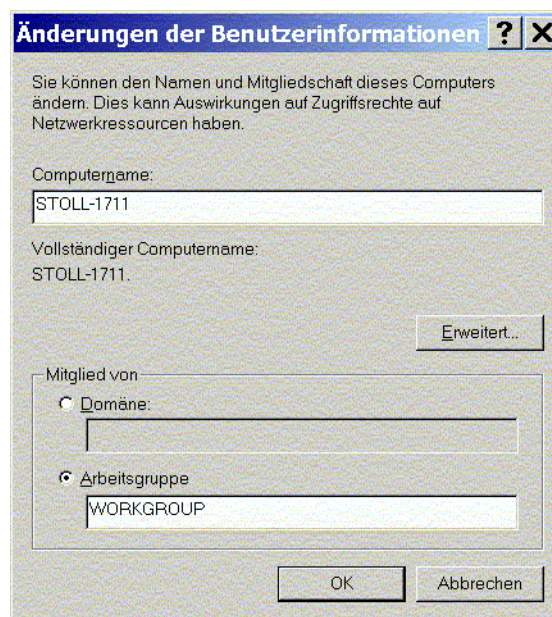 Änderungen der Benutzerinformationen
Sie können den Namen und Mitgliedschaft dieses Computers
ändern. Dies kann Auswirkungen auf Zugriffsrechte auf
Netzwerkressourcen haben.
Computername:
STOLL-1711
Vollständiger Computername:
STOLL-1711.
Erweitert...
Mitglied von
Domäne:
Arbeitsgruppe
WORKGROUP
OK Abbrechen